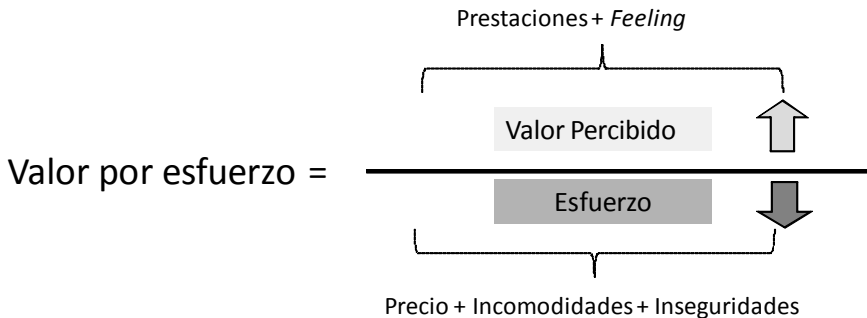 Prestaciones + Feeling
Valor Percibido
Valor por esfuerzo =
Esfuerzo
Precio + Incomodidades + Inseguridades